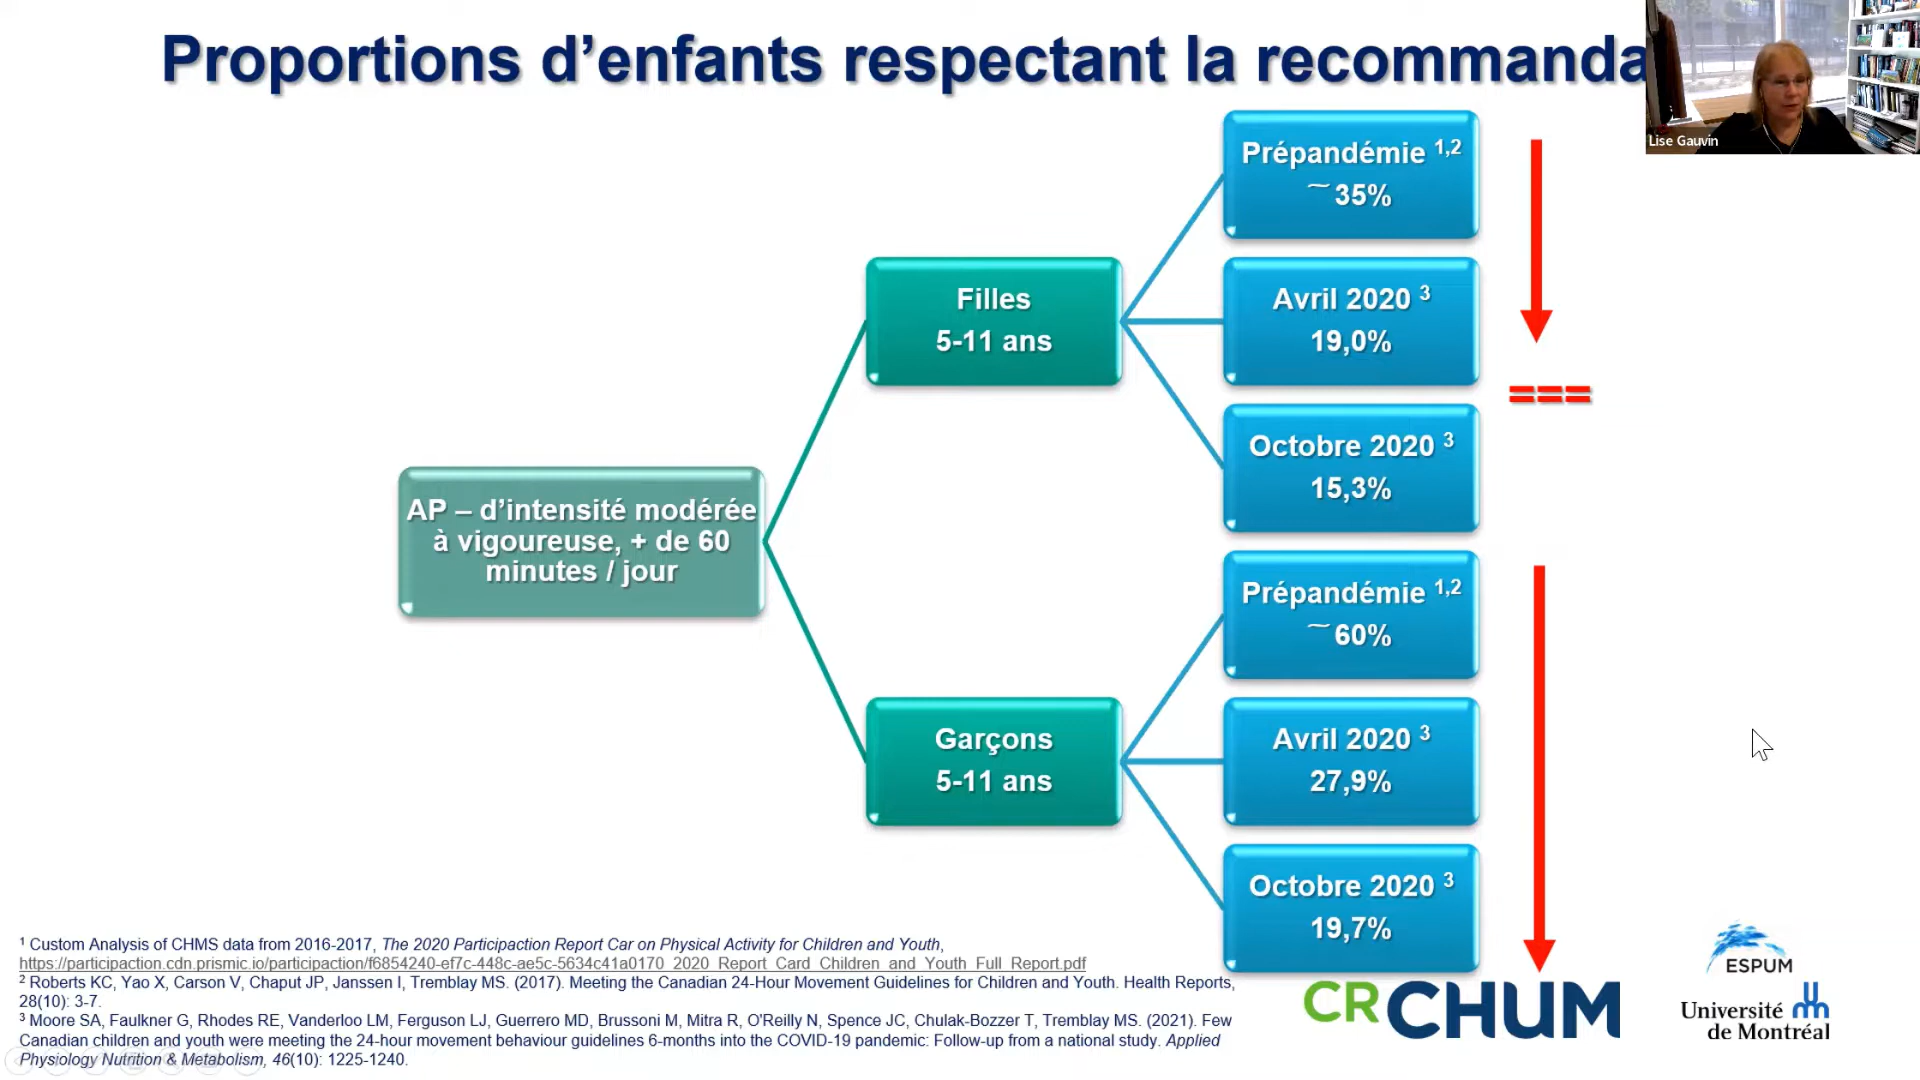 Proportions d’enfants respectant la recommanda
Lise Gauvin
Prépandémie 1,2
~ 35%
Filles
5-11 ans
Avril 2020 3
19,0%
===
Octobre 2020 3
15,3%
AP – d’intensité modérée
à vigoureuse, + de 60
minutes / jour
Prépandémie 1,2
~ 60%
Garçons
5-11 ans
Avril 2020 3
27,9%
Octobre 2020 3
19,7%
1 Custom Analysis of CHMS data from 2016-2017, The 2020 Participaction Report Car on Physical Activity for Children and Youth,
https://participaction.cdn.prismic.io/participaction/f6854240-ef7c-448c-ae5c-5634c41a0170_2020_Report_Card_Children_and_Youth_Full_Report.pdf
2 Roberts KC, Yao X, Carson V, Chaput JP, Janssen I, Tremblay MS. (2017). Meeting the Canadian 24-Hour Movement Guidelines for Children and Youth. Health Reports,
28(10): 3-7.
3 Moore SA, Faulkner G, Rhodes RE, Vanderloo LM, Ferguson LJ, Guerrero MD, Brussoni M, Mitra R, O'Reilly N, Spence JC, Chulak-Bozzer T, Tremblay MS. (2021). Few
Canadian children and youth were meeting the 24-hour movement behaviour guidelines 6-months into the COVID-19 pandemic: Follow-up from a national study. Applied
Physiology Nutrition & Metabolism, 46(10): 1225-1240.
CRCHUM
ESPUM
Université
de Montréal